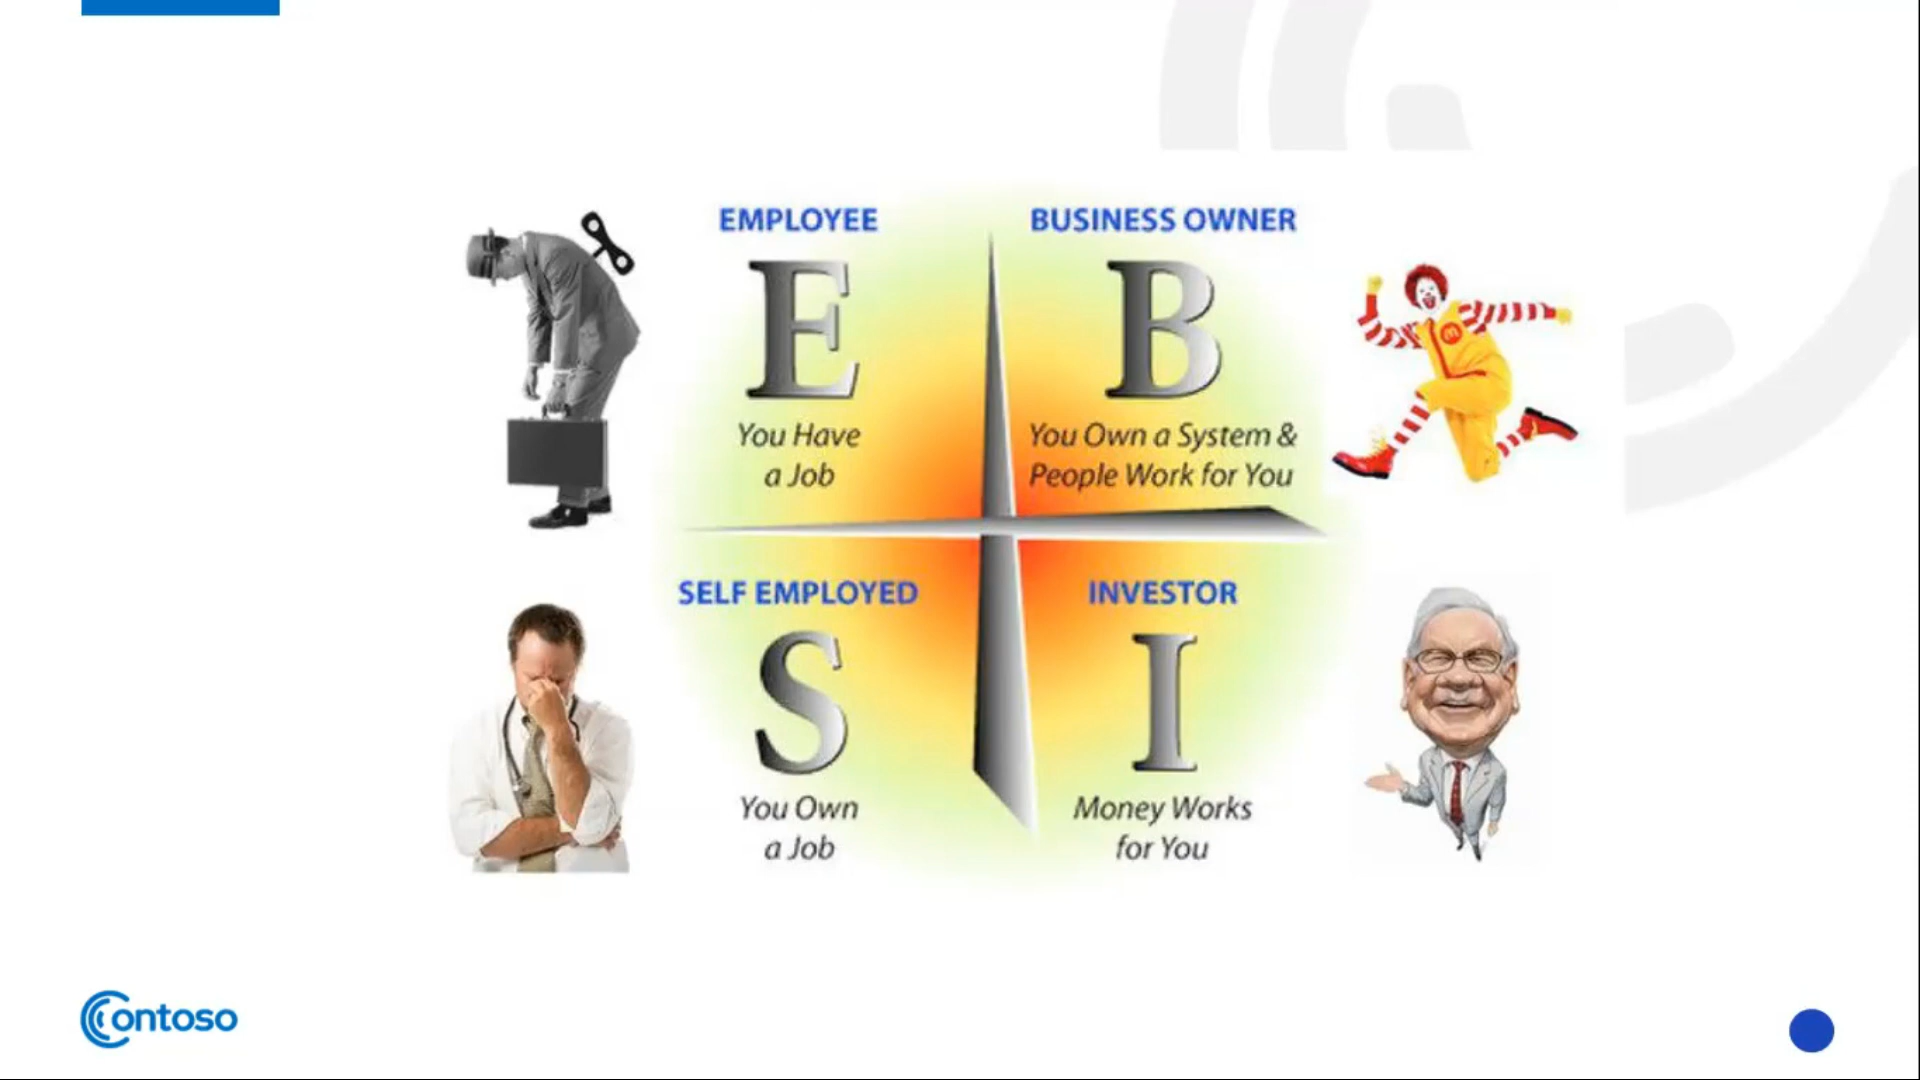 EMPLOYEE
E
You Have
a Job
BUSINESS OWNER
B
You Own a System &
People Work for You
SELF EMPLOYED
S
You Own
a Job
INVESTOR
I
Money Works
for You
Contoso